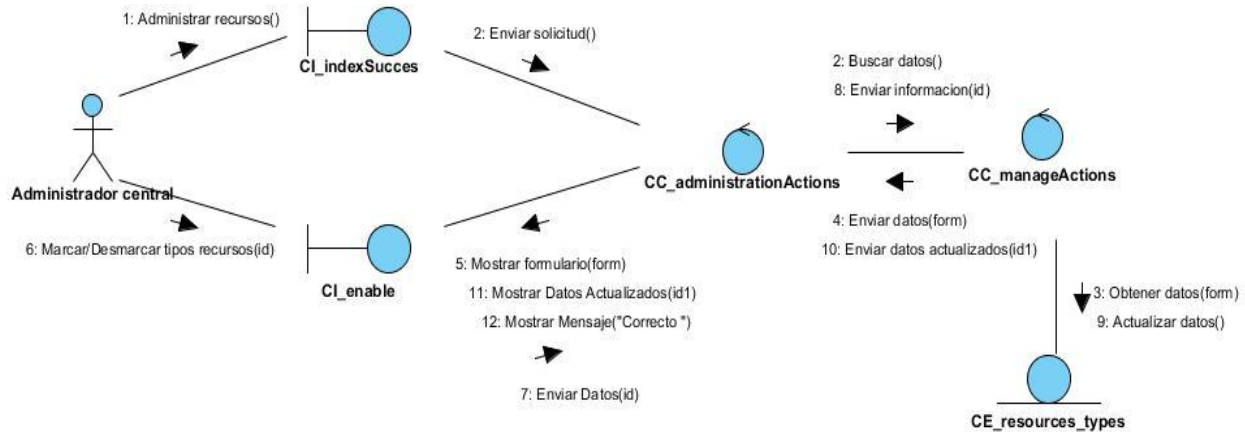 1: Administrar recursos()
CI_indexSucces
2: Enviar solicitud()
2: Buscar datos()
8: Enviar informacion(id)
Administrador central
CC_administrationActions
CC_manageActions
6: Marcar/Desmarcar tipos recursos(id)
CI_enable
5: Mostrar formulario(form)
11: Mostrar Datos Actualizados(id1)
12: Mostrar Mensaje("Correcto ")
7: Enviar Datos(id)
4: Enviar datos(form)
10: Enviar datos actualizados(id1)
3: Obtener datos(form)
9: Actualizar datos()
CE_resources_types